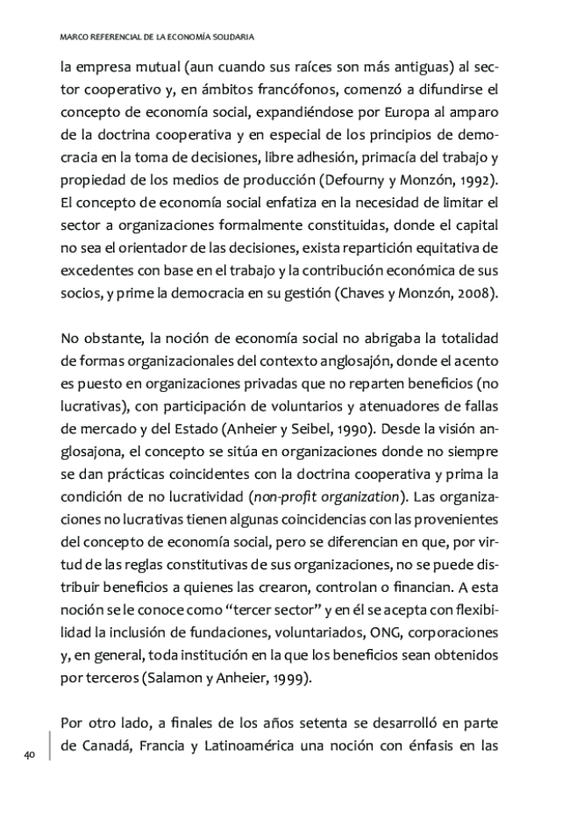 MARCO REFERENCIAL DE LA ECONOMÍA SOLIDARIA
la empresa mutual (aun cuando sus raíces son más antiguas) al sec-
tor cooperativo y, en ámbitos francófonos, comenzó a difundirse el
concepto de economía social, expandiéndose por Europa al amparo
de la doctrina cooperativa y en especial de los principios de demo-
cracia en la toma de decisiones, libre adhesión, primacía del trabajo y
propiedad de los medios de producción (Defourny y Monzón, 1992).
El concepto de economía social enfatiza en la necesidad de limitar el
sector a organizaciones formalmente constituidas, donde el capital
no sea el orientador de las decisiones, exista repartición equitativa de
excedentes con base en el trabajo y la contribución económica de sus
socios, y prime la democracia en su gestión (Chaves y Monzón, 2008).
No obstante, la noción de economía social no abrigaba la totalidad
de formas organizacionales del contexto anglosajón, donde el acento
es puesto en organizaciones privadas que no reparten beneficios (no
lucrativas), con participación de voluntarios y atenuadores de fallas
de mercado y del Estado (Anheier y Seibel, 1990). Desde la visión an-
glosajona, el concepto se sitúa en organizaciones donde no siempre
se dan prácticas coincidentes con la doctrina cooperativa y prima la
condición de no lucratividad (non-profit organization). Las organiza-
ciones no lucrativas tienen algunas coincidencias con las provenientes
del concepto de economía social, pero se diferencian en que, por vir-
tud de las reglas constitutivas de sus organizaciones, no se puede dis-
tribuir beneficios a quienes las crearon, controlan o financian. A esta
noción se le conoce como “tercer sector” y en él se acepta con flexibi-
lidad la inclusión de fundaciones, voluntariados, ONG, corporaciones
y, en general, toda institución en la que los beneficios sean obtenidos
por terceros (Salamon y Anheier, 1999).
Por otro lado, a finales de los años setenta se desarrolló en parte
de Canadá, Francia y Latinoamérica una noción con énfasis en las
40